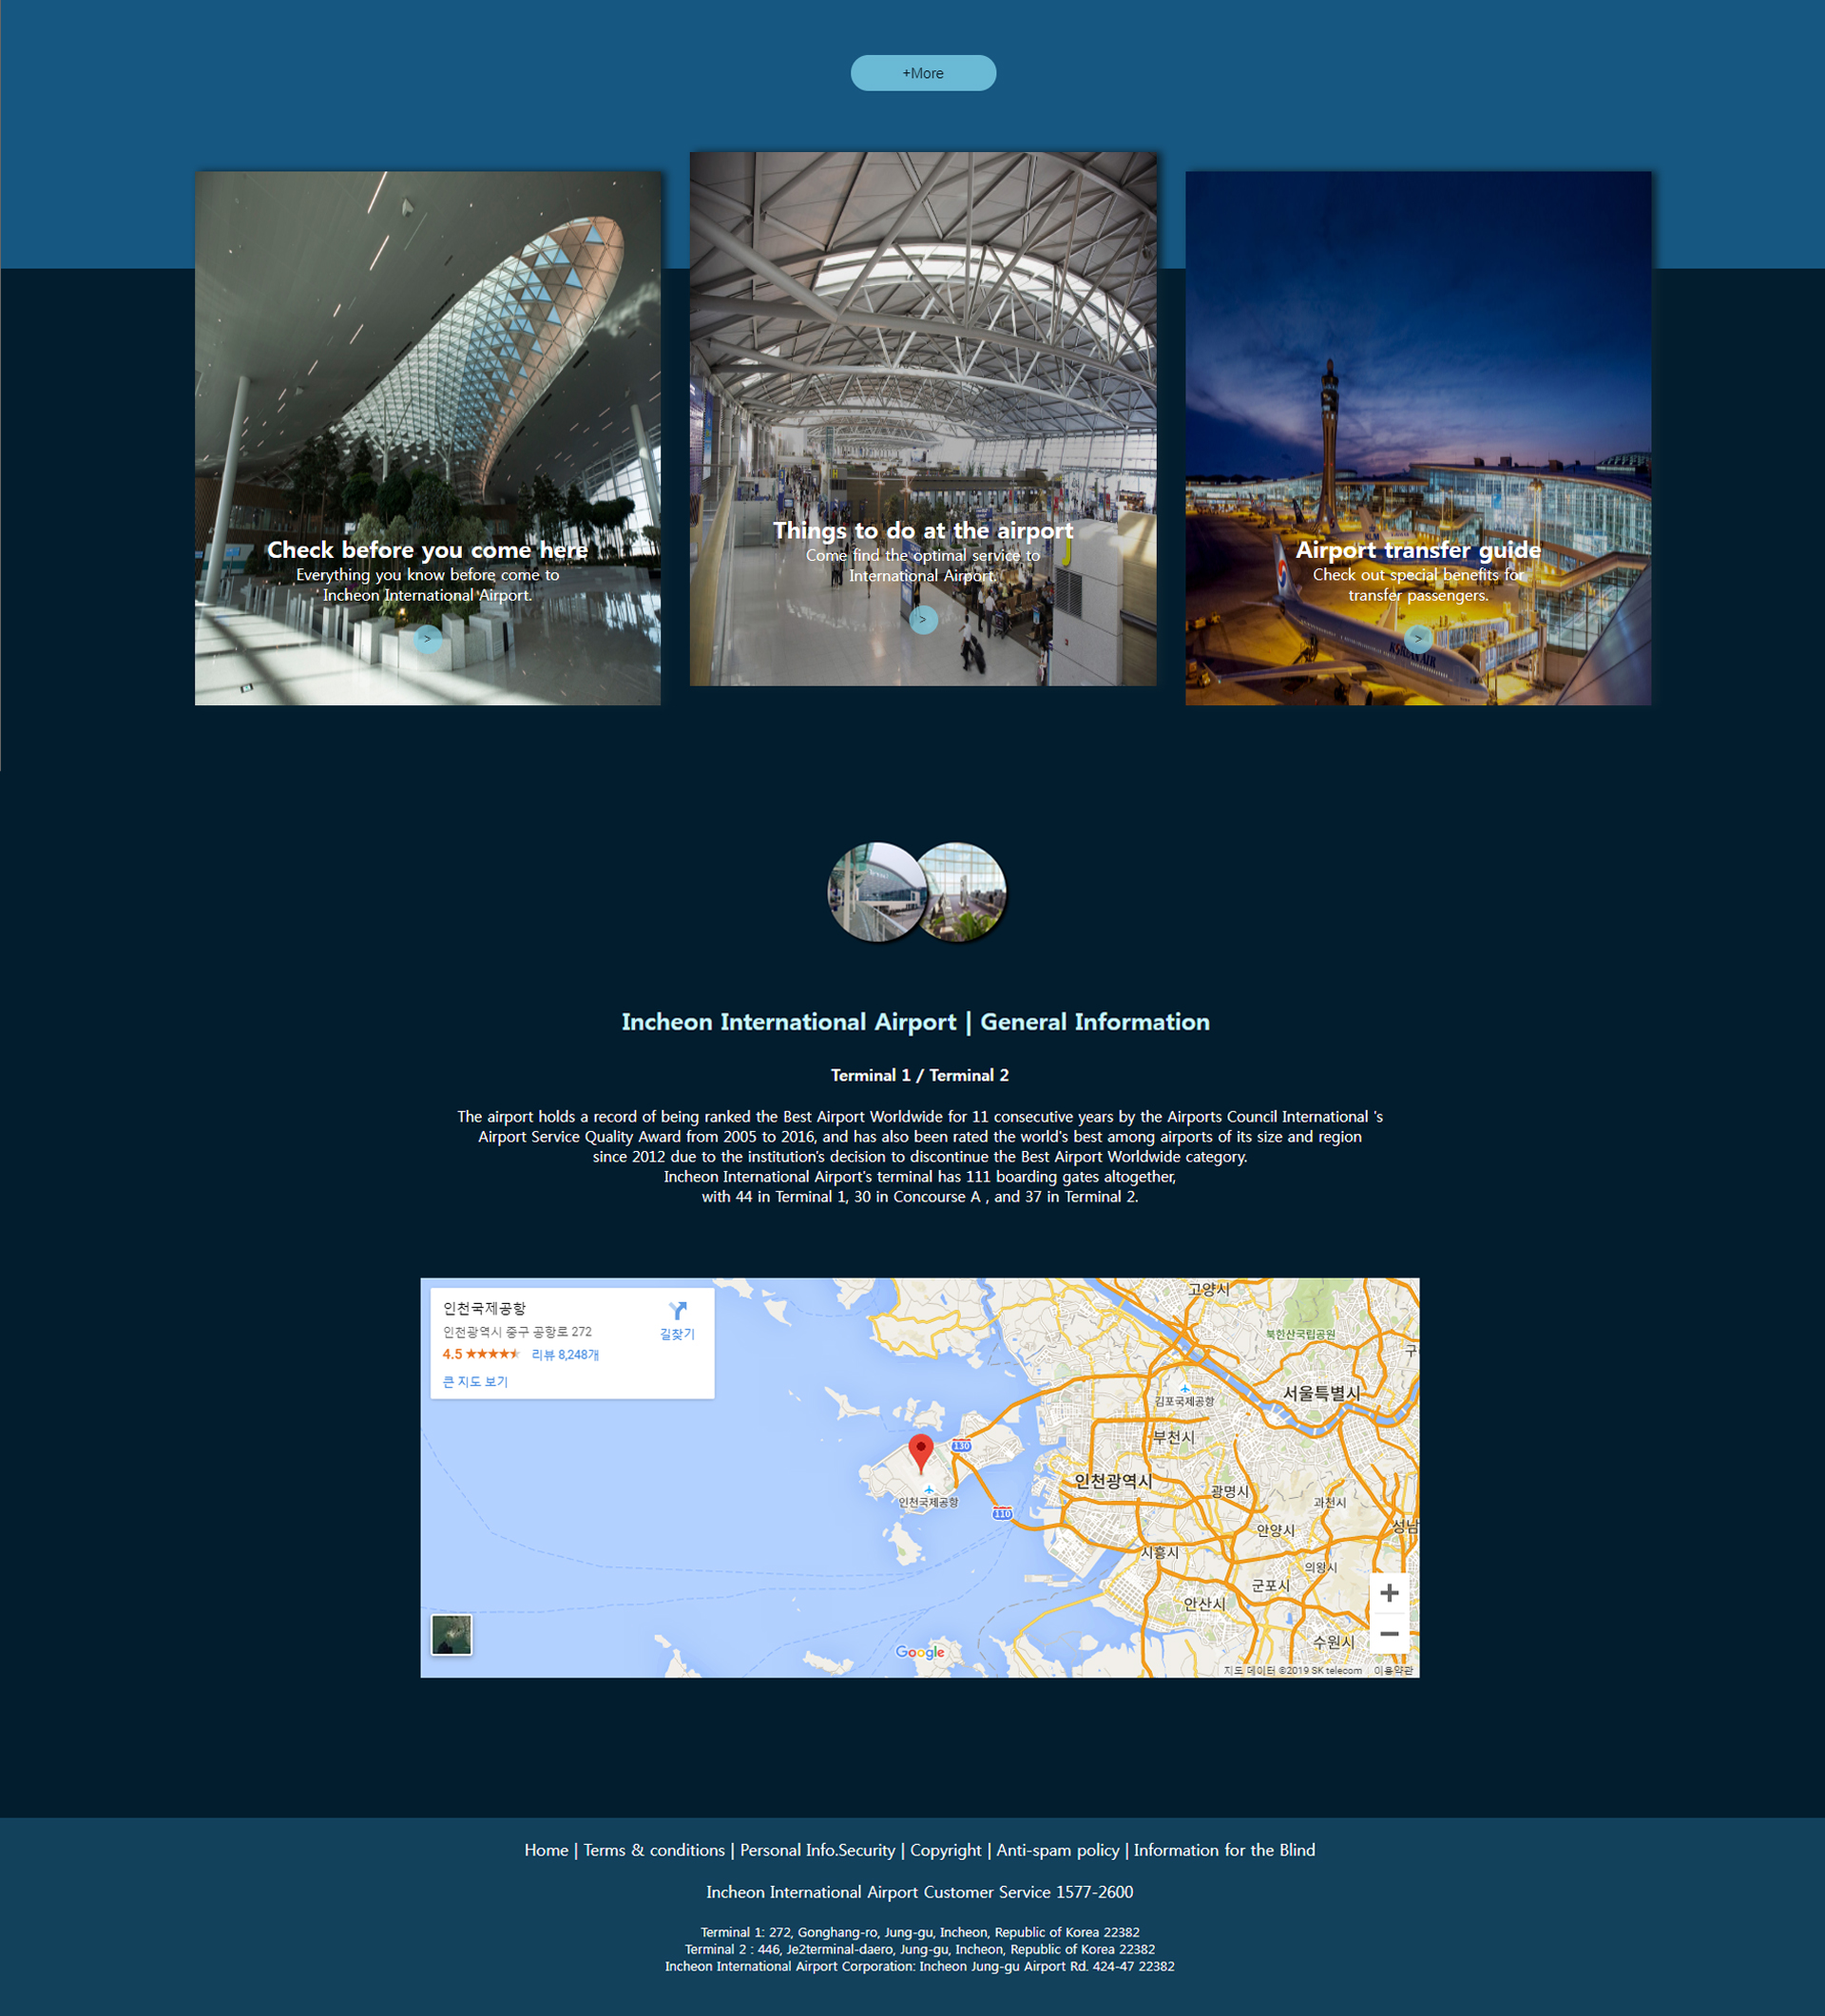 +More
Check before you come here
Everything you know before come to
Incheon International Airport.
>
Things to do at the airport
Come find the optimal service to
International Airport.
>
Airport transfer guide
Check out special benefits for
transfer passengers.
>
KOREAN AIR
Incheon International Airport | General Information
Terminal 1 / Terminal 2
The airport holds a record of being ranked the Best Airport Worldwide for 11 consecutive years by the Airports Council International 's
Airport Service Quality Award from 2005 to 2016, and has also been rated the world's best among airports of its size and region
since 2012 due to the institution's decision to discontinue the Best Airport Worldwide category.
Incheon International Airport's terminal has 111 boarding gates altogether,
with 44 in Terminal 1, 30 in Concourse A , and 37 in Terminal 2.
인천국제공항
인천광역시 중구 공항로 272
길찾기
4.5
리뷰 8,248개
큰 지도 보기
고양시
북한산국립공원
서울특별시
김포국제공항
부천시
130
인천광역시
광명시
인천국제공항
110
과천시
안양시
성남
시흥시
의왕시
군포시
안산시
수원시
Google
지도 데이터 ©2019 SK telecom 이용약관
Home | Terms & conditions | Personal Info.Security | Copyright | Anti-spam policy | Information for the Blind
Incheon International Airport Customer Service 1577-2600
Terminal 1: 272, Gonghang-ro, Jung-gu, Incheon, Republic of Korea 22382
Terminal 2 : 446, Je2terminal-daero, Jung-gu, Incheon, Republic of Korea 22382
Incheon International Airport Corporation: Incheon Jung-gu Airport Rd. 424-47 22382